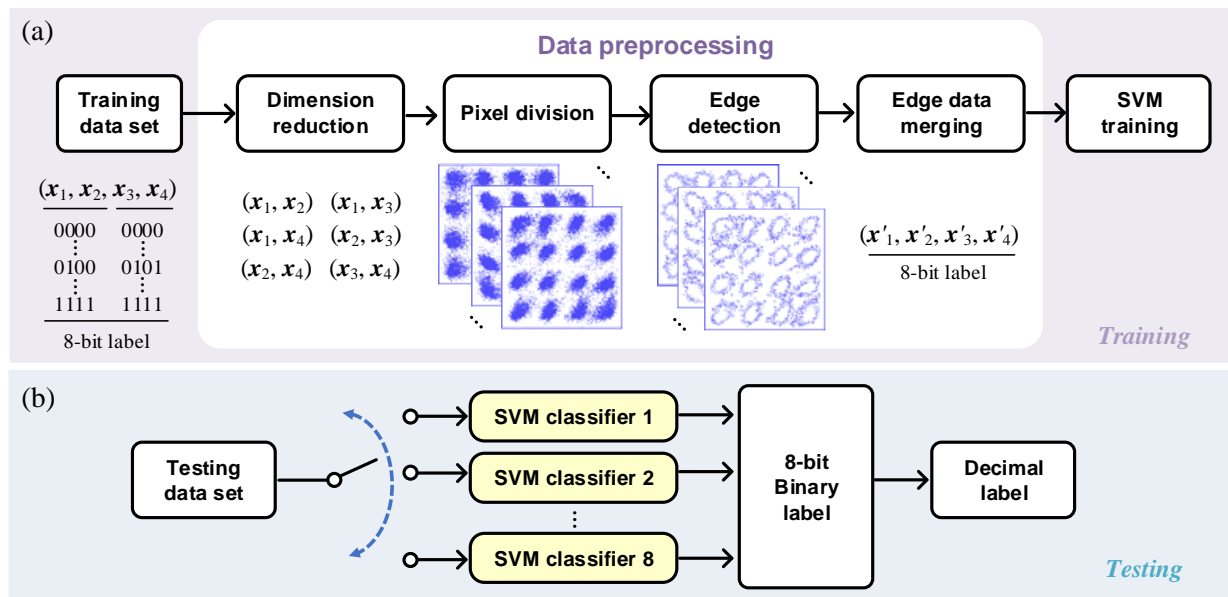 (a)
Data preprocessing
Training
data set
Dimension
reduction
Pixel division
Edge
detection
Edge data
merging
SVM
training
(x₁, x₂, x₃, x₄)
0000 0000
0100 0101
1111 1111
8-bit label
(x₁, x₂) (x₁, x₃)
(x₁, x₄) (x₂, x₃)
(x₂, x₄) (x₃, x₄)
(x'₁, x'₂, x'₃, x'₄)
8-bit label
Training
(b)
Testing
data set
SVM classifier 1
SVM classifier 2
SVM classifier 8
8-bit
Binary
label
Decimal
label
Testing